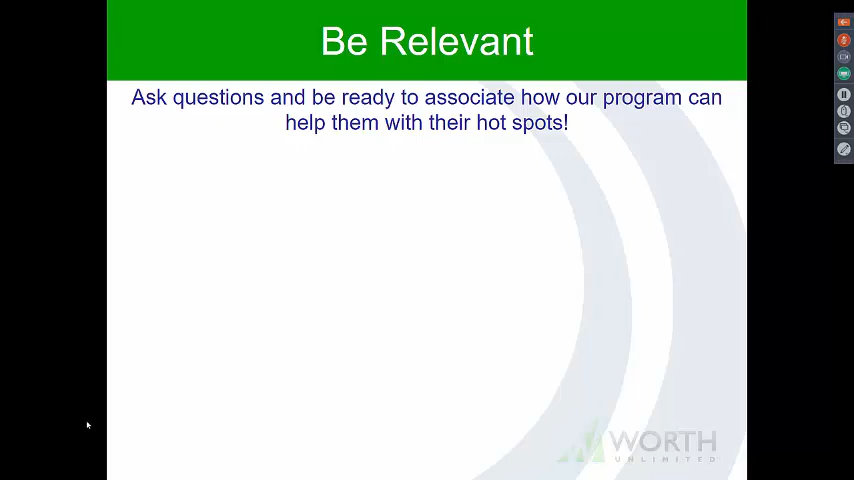 Be Relevant
Ask questions and be ready to associate how our program can
help them with their hot spots!
WORTH
UNLIMITED